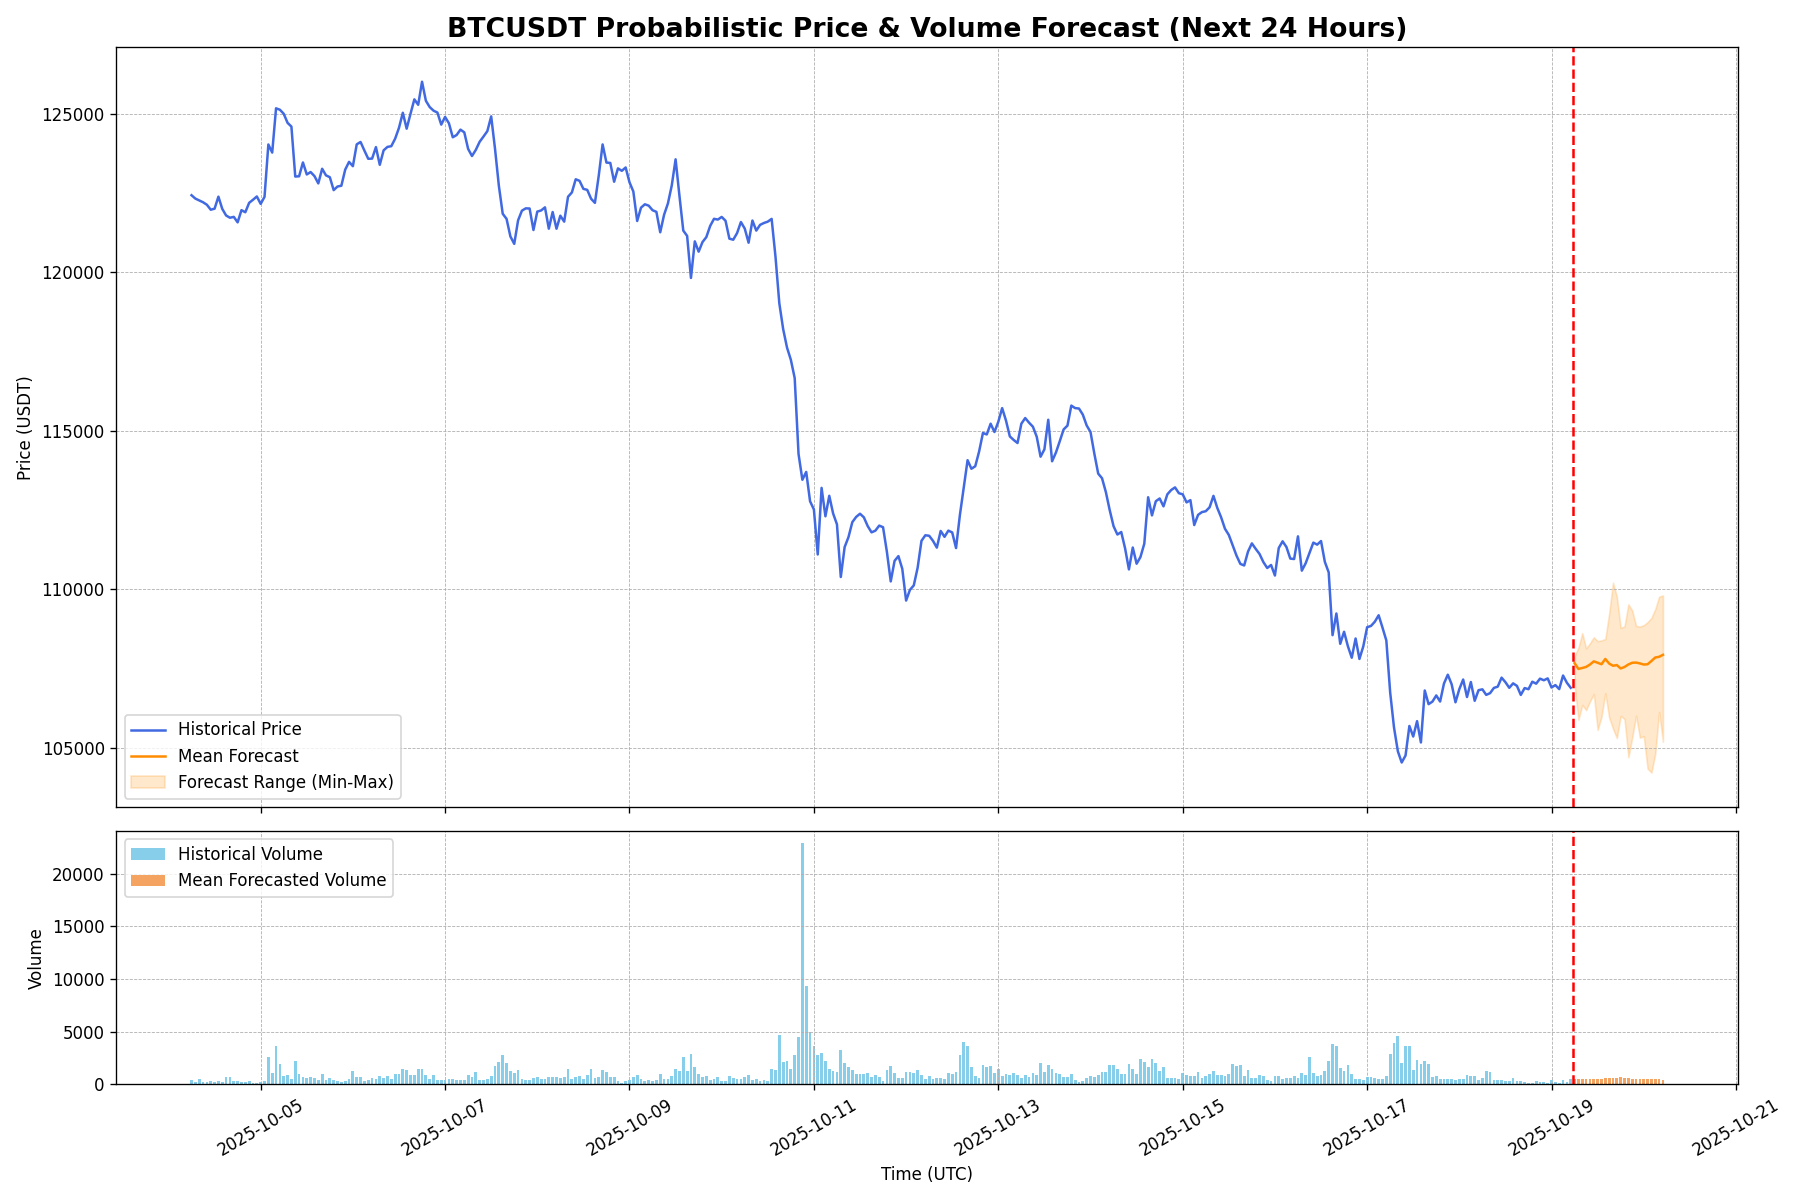 BTCUSDT Probabilistic Price & Volume Forecast (Next 24 Hours)
Price (USDT)
125000
120000
115000
110000
105000
Historical Price
Mean Forecast
Forecast Range (Min-Max)
Volume
20000
15000
10000
5000
0
Historical Volume
Mean Forecasted Volume
2025-10-05
2025-10-07
2025-10-09
2025-10-11
2025-10-13
2025-10-15
2025-10-17
2025-10-19
2025-10-21
Time (UTC)